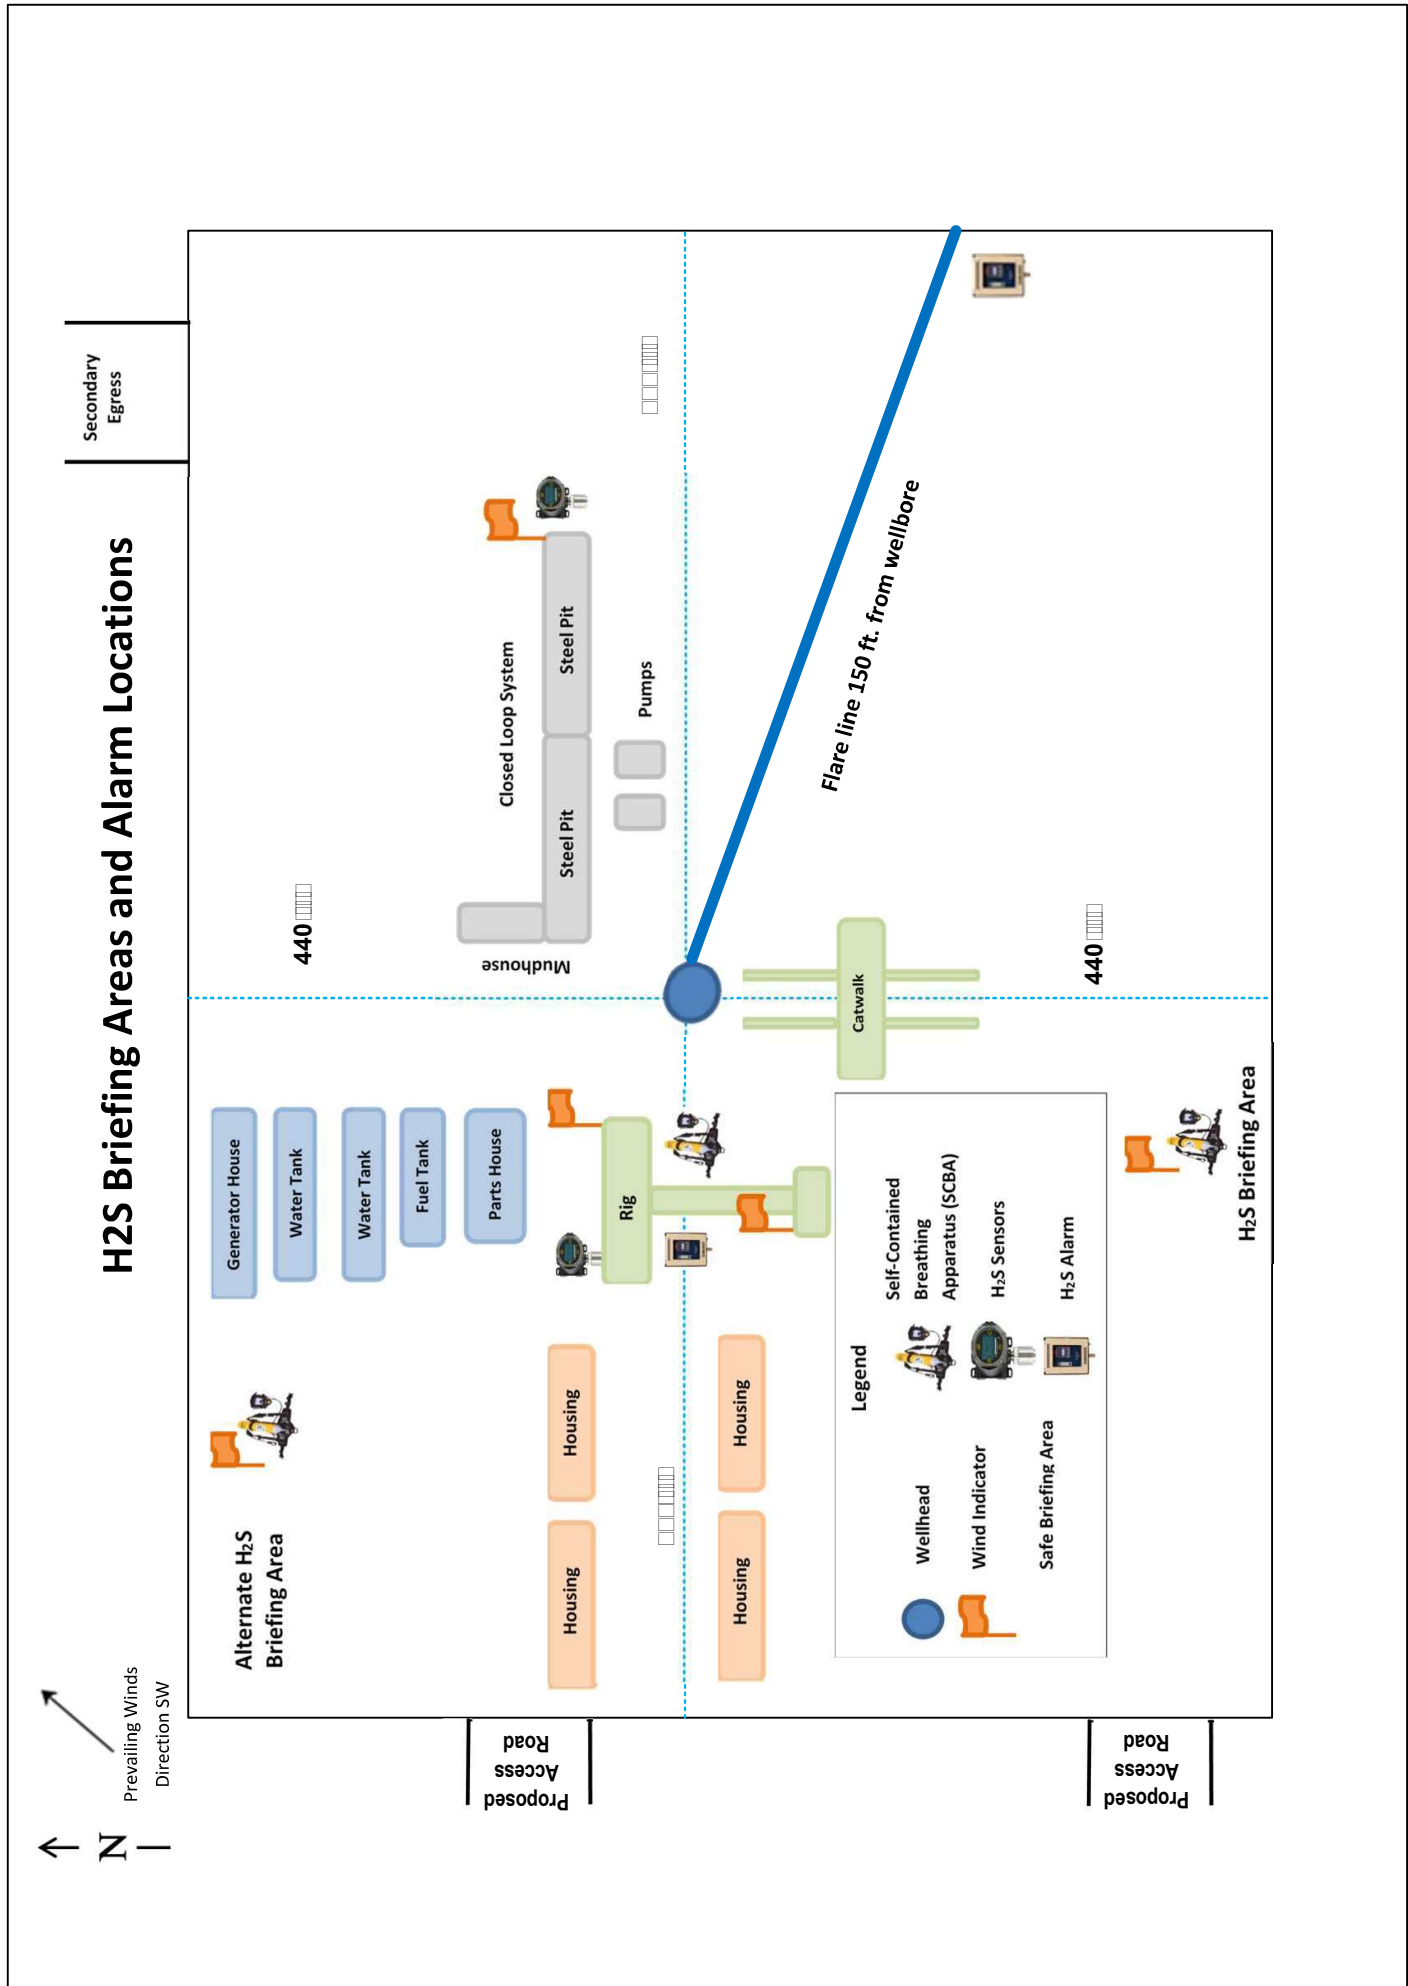 H2S Briefing Areas and Alarm Locations
Prevailing Winds
Direction SW
N
Secondary
Egress
Alternate H₂S
Briefing Area
Generator House
Water Tank
Water Tank
Fuel Tank
Parts House
440
Closed Loop System
Mudhouse
Steel Pit
Steel Pit
Pumps
Housing
Housing
Rig
Housing
Housing
Proposed
Access
Road
Catwalk
Flare line 150 ft. from wellbore
Legend
Wellhead
Wind Indicator
Safe Briefing Area
Self-Contained
Breathing
Apparatus (SCBA)
H₂S Sensors
H₂S Alarm
440
Proposed
Access
Road
H₂S Briefing Area